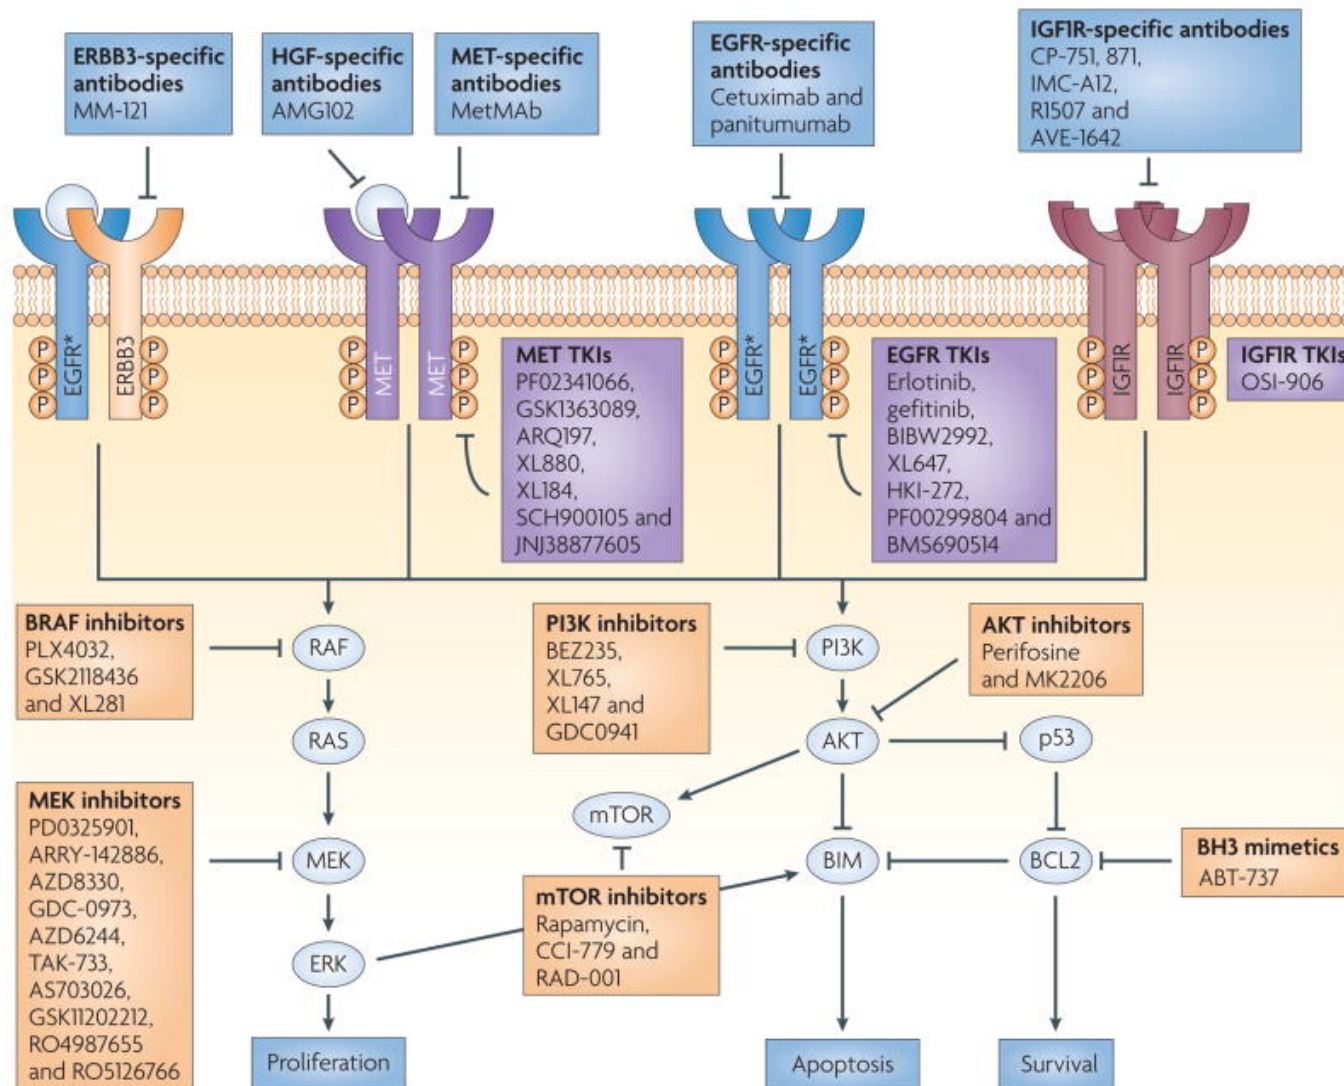 ERBB3-specific
antibodies
MM-121
HGF-specific
antibodies
AMG102
MET-specific
antibodies
MetMAb
EGFR-specific
antibodies
Cetuximab and
panitumumab
IGF1R-specific antibodies
CP-751, 871,
IMC-A12,
R1507 and
AVE-1642
EGFR*
ERBB3
P
P
P
P
P
P
MET
MET
P
P
P
P
P
P
EGFR*
EGFR*
P
P
P
P
P
P
IGF1R
IGF1R
P
P
P
P
P
P
MET TKIs
PF02341066,
GSK1363089,
ARQ197,
XL880,
XL184,
SCH900105 and
JNJ38877605
EGFR TKIs
Erlotinib,
gefitinib,
BIBW2992,
XL647,
HKI-272,
PF00299804 and
BMS690514
IGF1R TKIs
OSI-906
BRAF inhibitors
PLX4032,
GSK2118436
and XL281
RAF
PI3K inhibitors
BEZ235,
XL765,
XL147 and
GDC0941
PI3K
AKT inhibitors
Perifosine
and MK2206
RAS
AKT
p53
MEK inhibitors
PD0325901,
ARRY-142886,
AZD8330,
GDC-0973,
AZD6244,
TAK-733,
AS703026,
GSK11202212,
RO4987655
and RO5126766
mTOR
MEK
BIM
BCL2
BH3 mimetics
ABT-737
mTOR inhibitors
Rapamycin,
CCI-779 and
RAD-001
ERK
Proliferation
Apoptosis
Survival